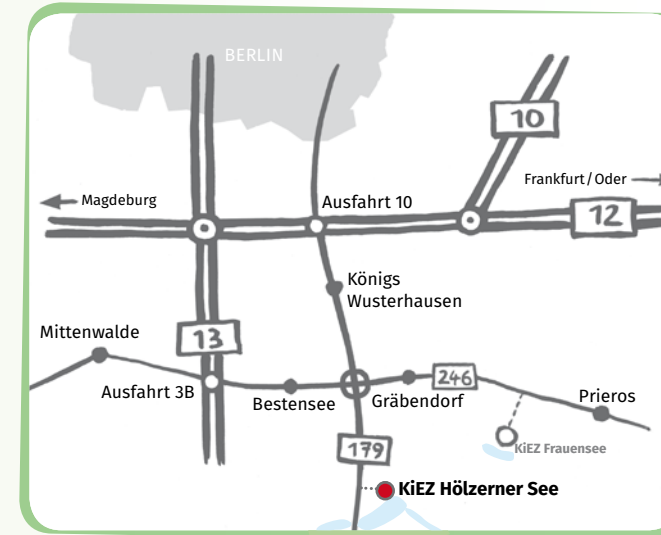 BERLIN
10
Frankfurt/Oder
Magdeburg
Ausfahrt 10
12
Königs
Wusterhausen
13
Mittenwalde
Ausfahrt 3B
Bestensee
Gräbendorf
246
Prieros
179
KiEZ Frauensee
KiEZ Hölzerner See